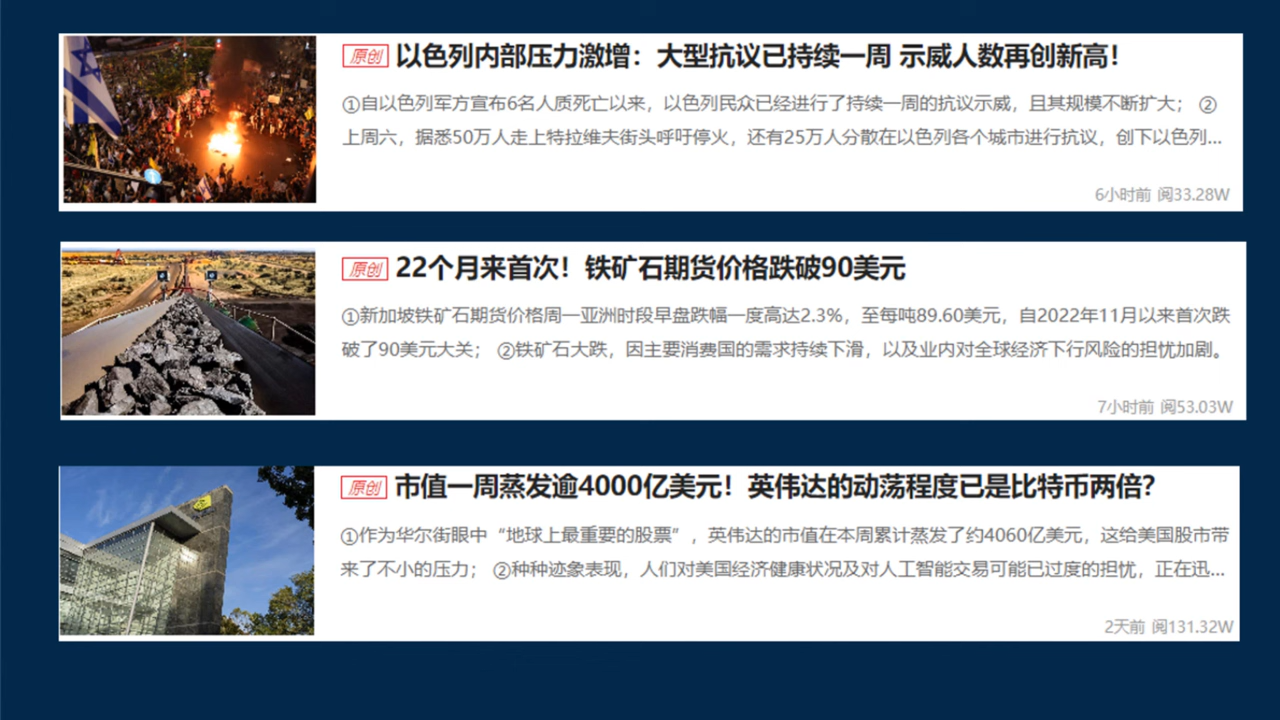 原创 以色列内部压力激增：大型抗议已持续一周 示威人数再创新高！
①自以色列军方宣布6名人质死亡以来，以色列民众已经进行了持续一周的抗议示威，且其规模不断扩大； ②
上周六，据悉50万人走上特拉维夫街头呼吁停火，还有25万人分散在以色列各个城市进行抗议，创下以色列...
6小时前 阅33.28W
原创 22个月来首次！铁矿石期货价格跌破90美元
①新加坡铁矿石期货价格周一亚洲时段早盘跌幅一度高达2.3%，至每吨89.60美元，自2022年11月以来首次跌
破了90美元大关； ②铁矿石大跌，因主要消费国的需求持续下滑，以及业内对全球经济下行风险的担忧加剧。
7小时前 阅53.03W
原创 市值一周蒸发逾4000亿美元！英伟达的动荡程度已是比特币两倍？
①作为华尔街眼中“地球上最重要的股票”，英伟达的市值在本周累计蒸发了约4060亿美元，这给美国股市带
来了不小的压力； ②种种迹象表现，人们对美国经济健康状况及对人工智能交易可能已过度的担忧，正在迅...
2天前 阅131.32W